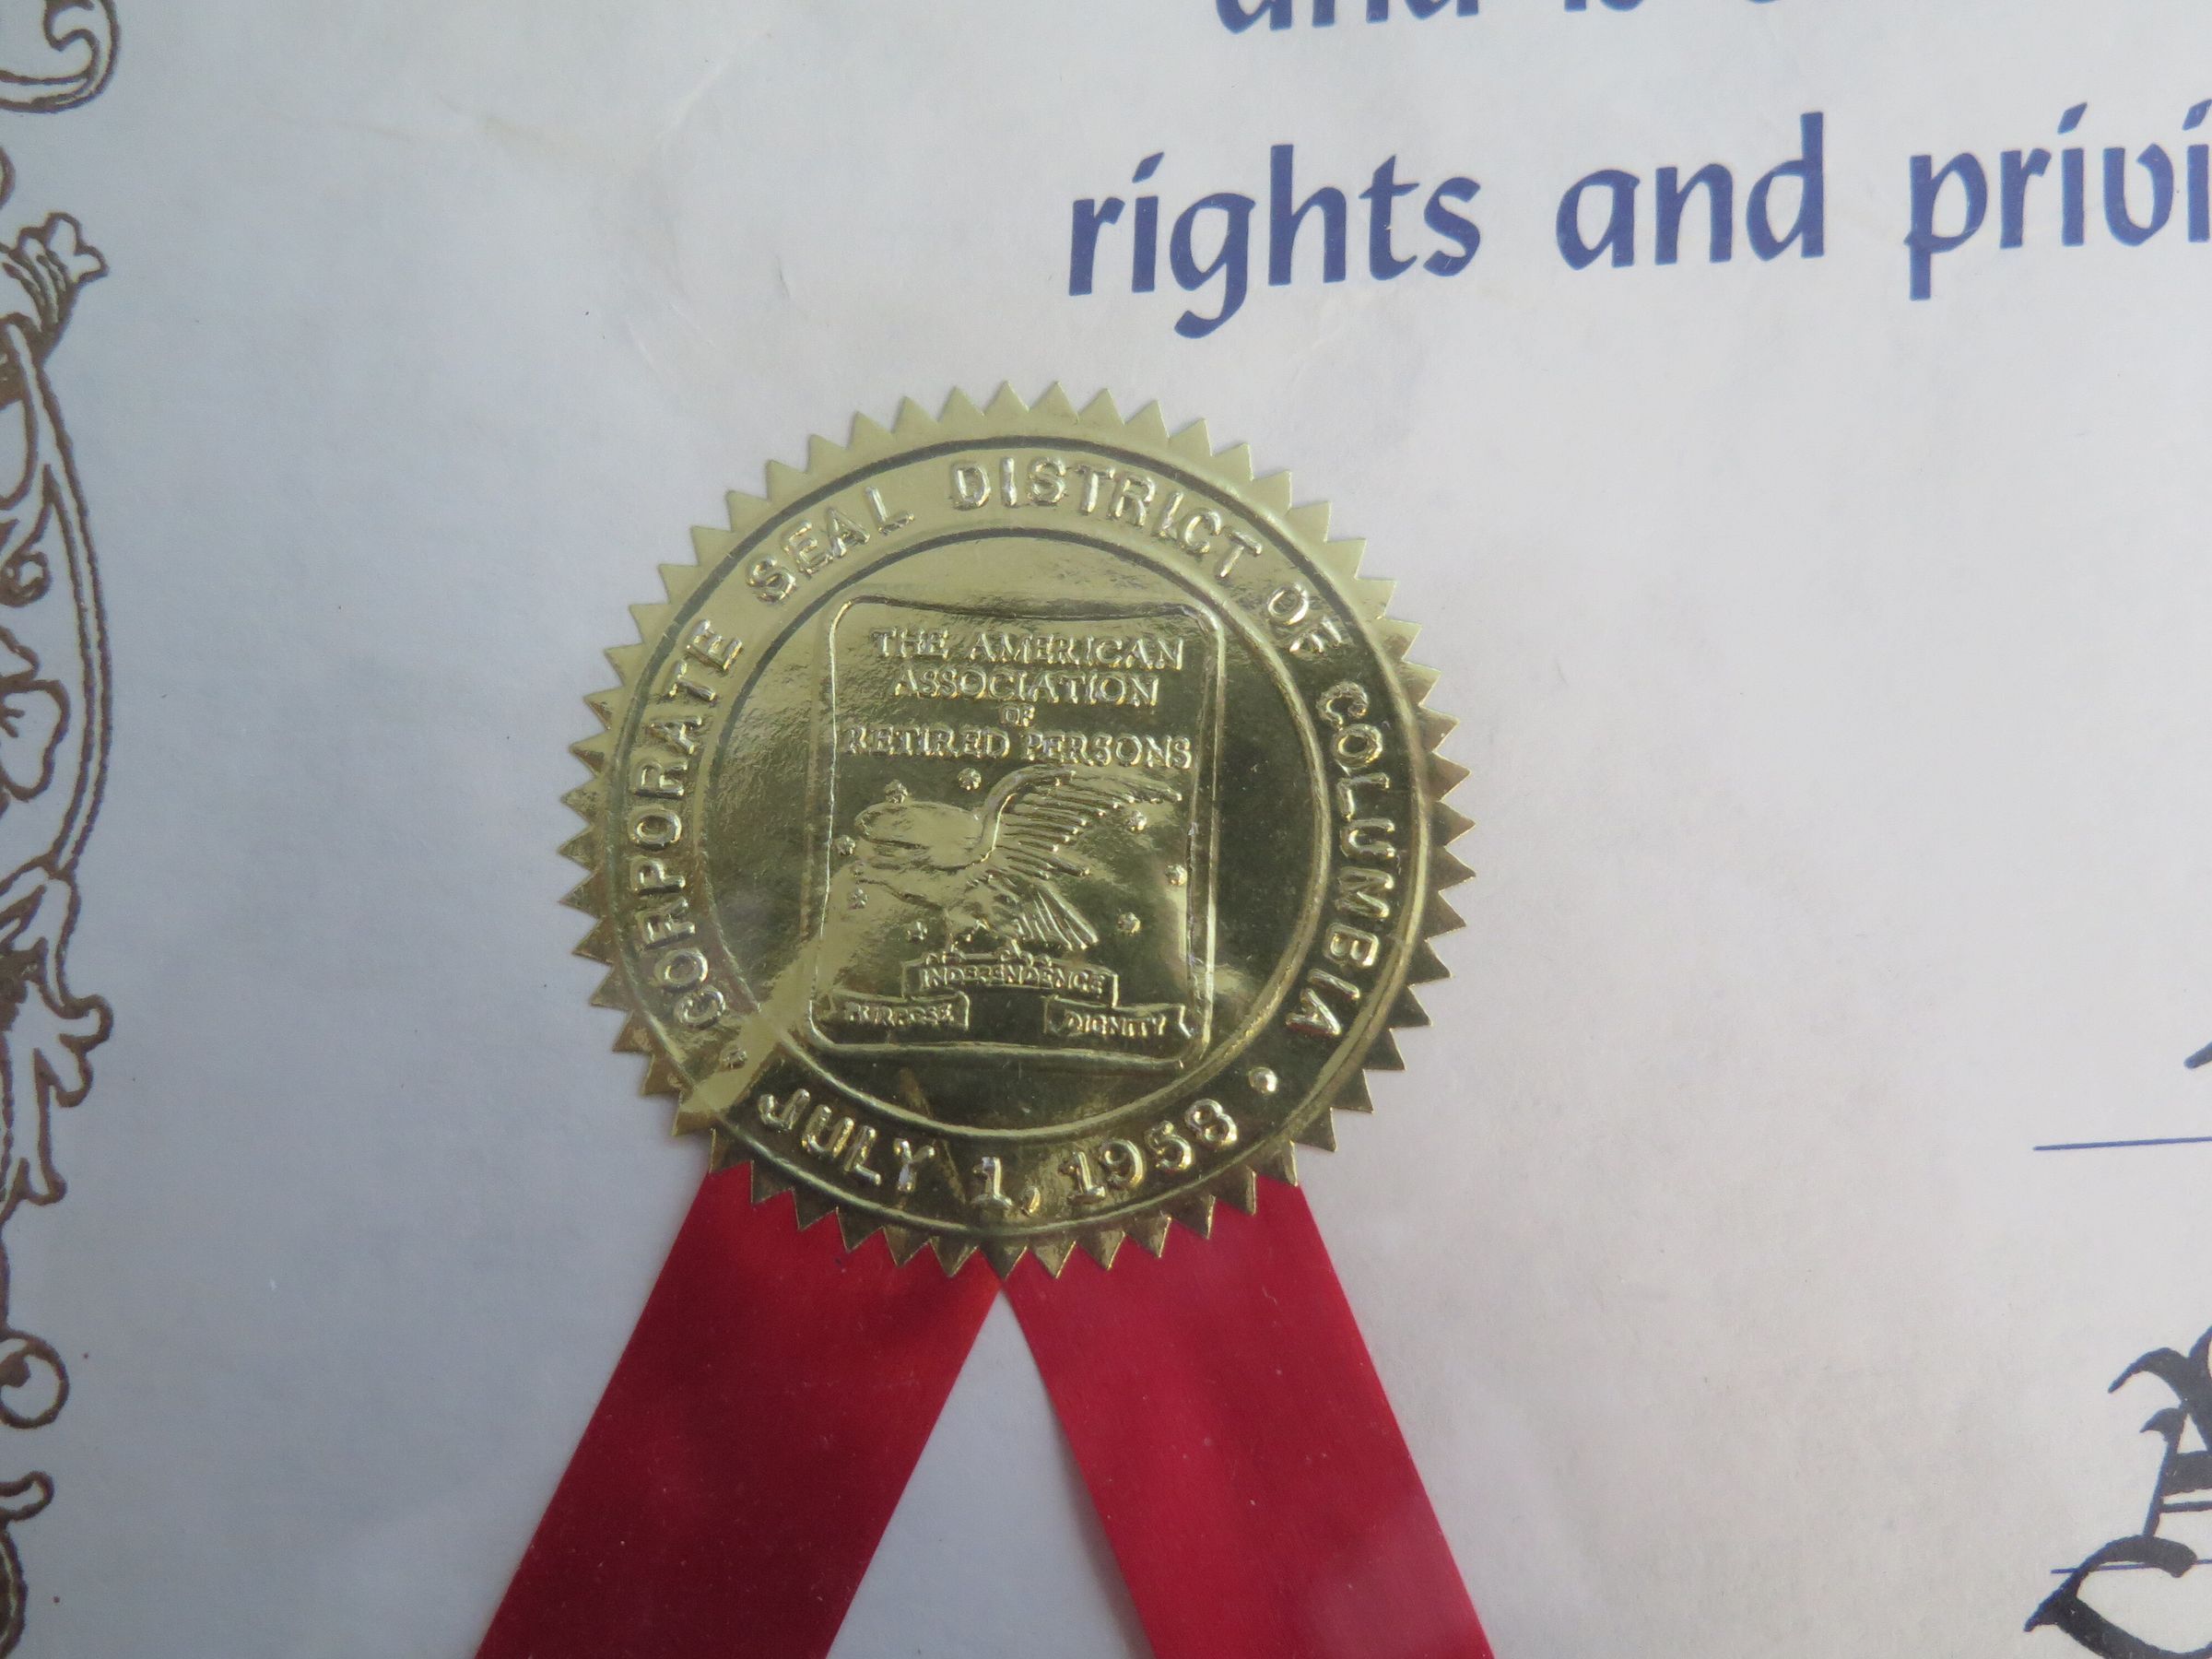 rights and
CORPORATE SEAL DISTRICT OF COLUMBIA
THE AMERICAN
ASSOCIATION
OF
RETIRED PERSONS
INDEPENDENCE
PURPOSE
DIGNITY
JULY 1, 1958